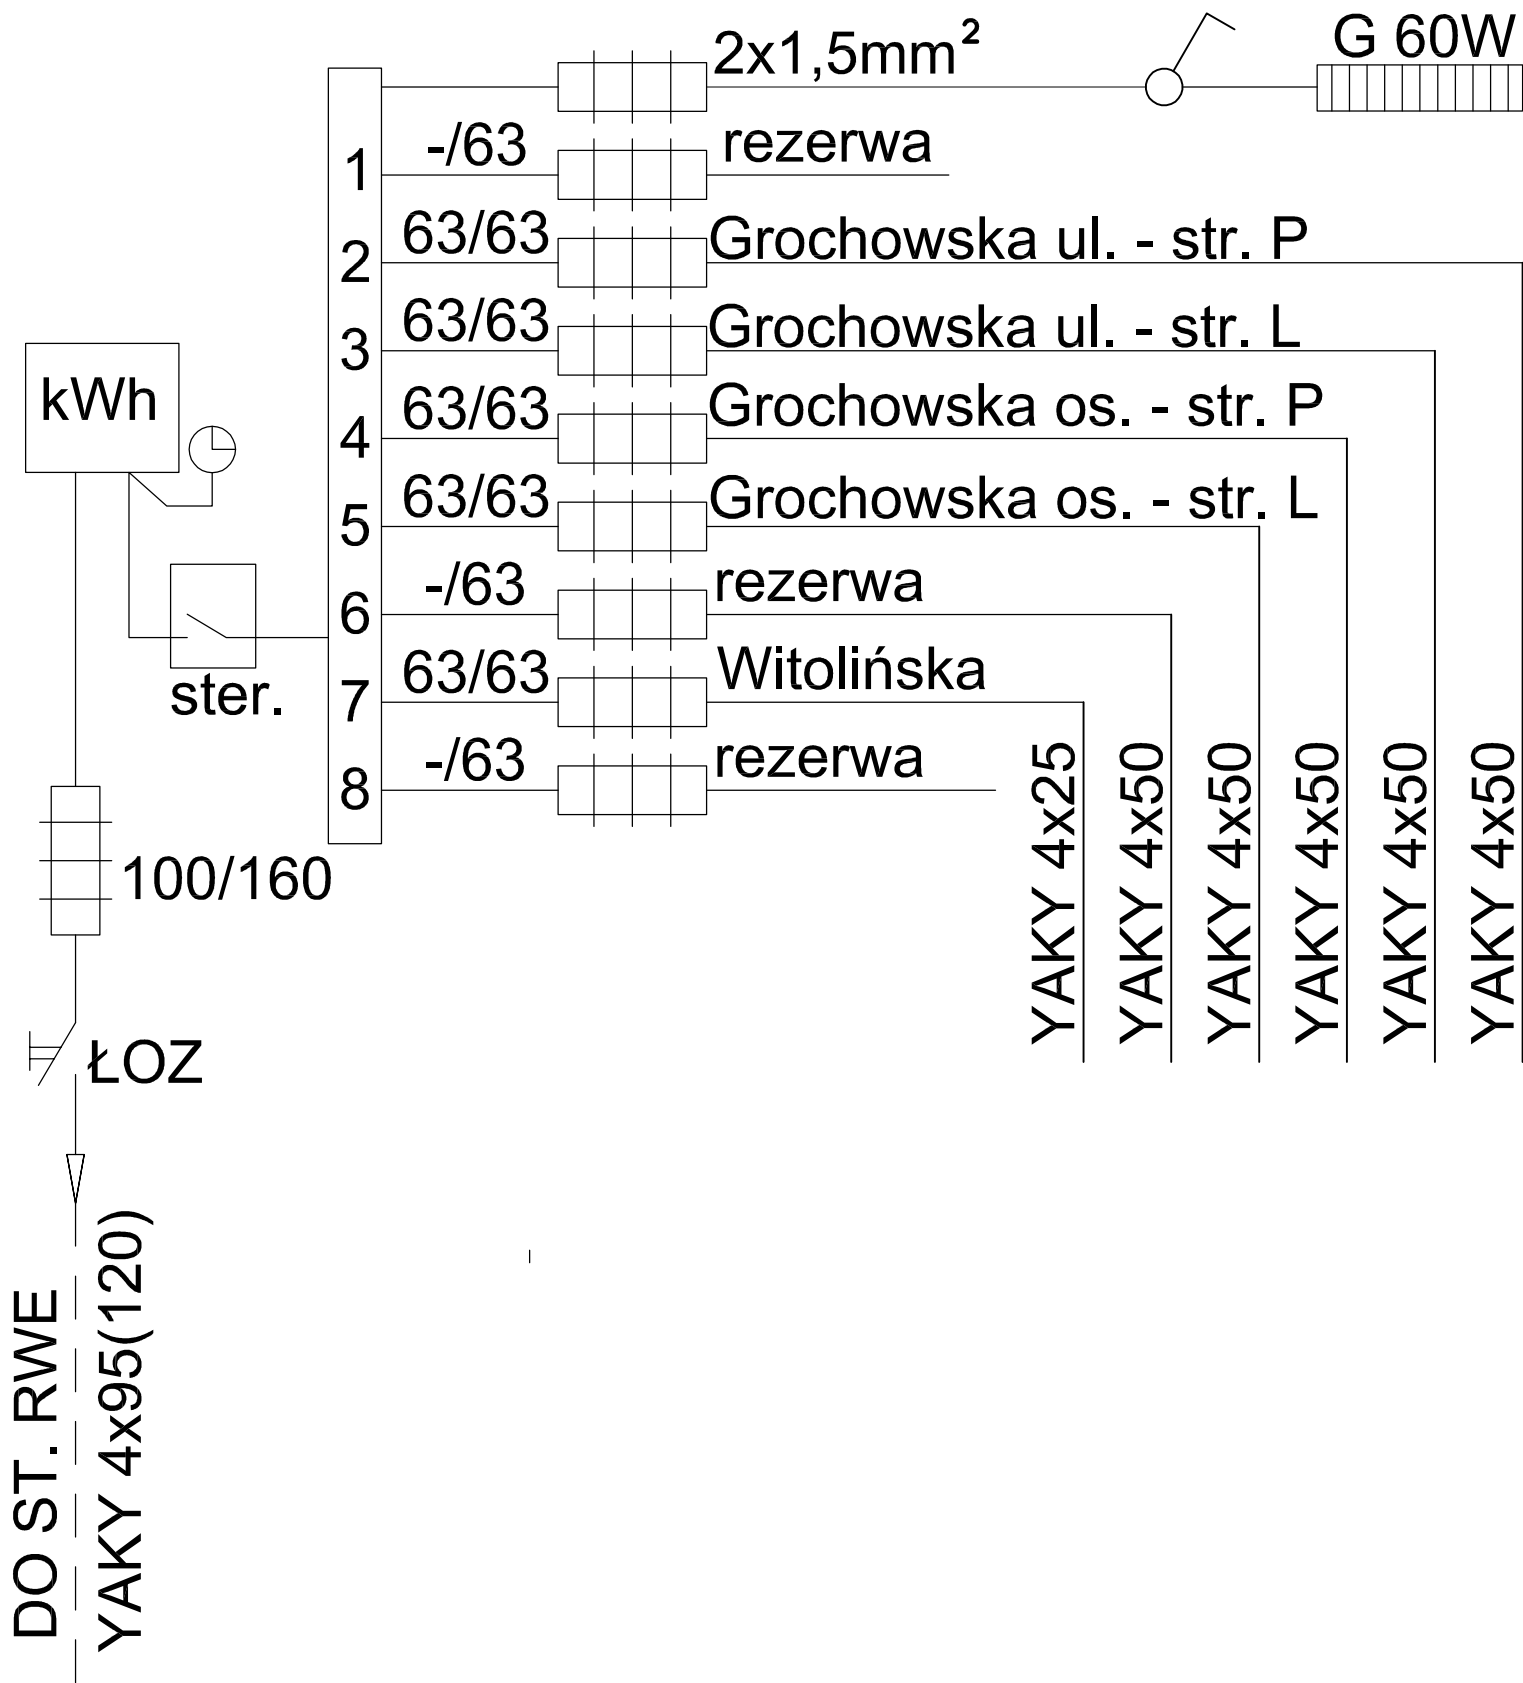 2x1,5mm²
G 60W
1 -/63 rezerwa
2 63/63 Grochowska ul. - str. P
3 63/63 Grochowska ul. - str. L
4 63/63 Grochowska os. - str. P
5 63/63 Grochowska os. - str. L
6 -/63 rezerwa
7 63/63 Witolińska
8 -/63 rezerwa
kWh
ster.
100/160
ŁOZ
YAKY 4x25
YAKY 4x50
YAKY 4x50
YAKY 4x50
YAKY 4x50
YAKY 4x50
DO ST. RWE
YAKY 4x95(120)